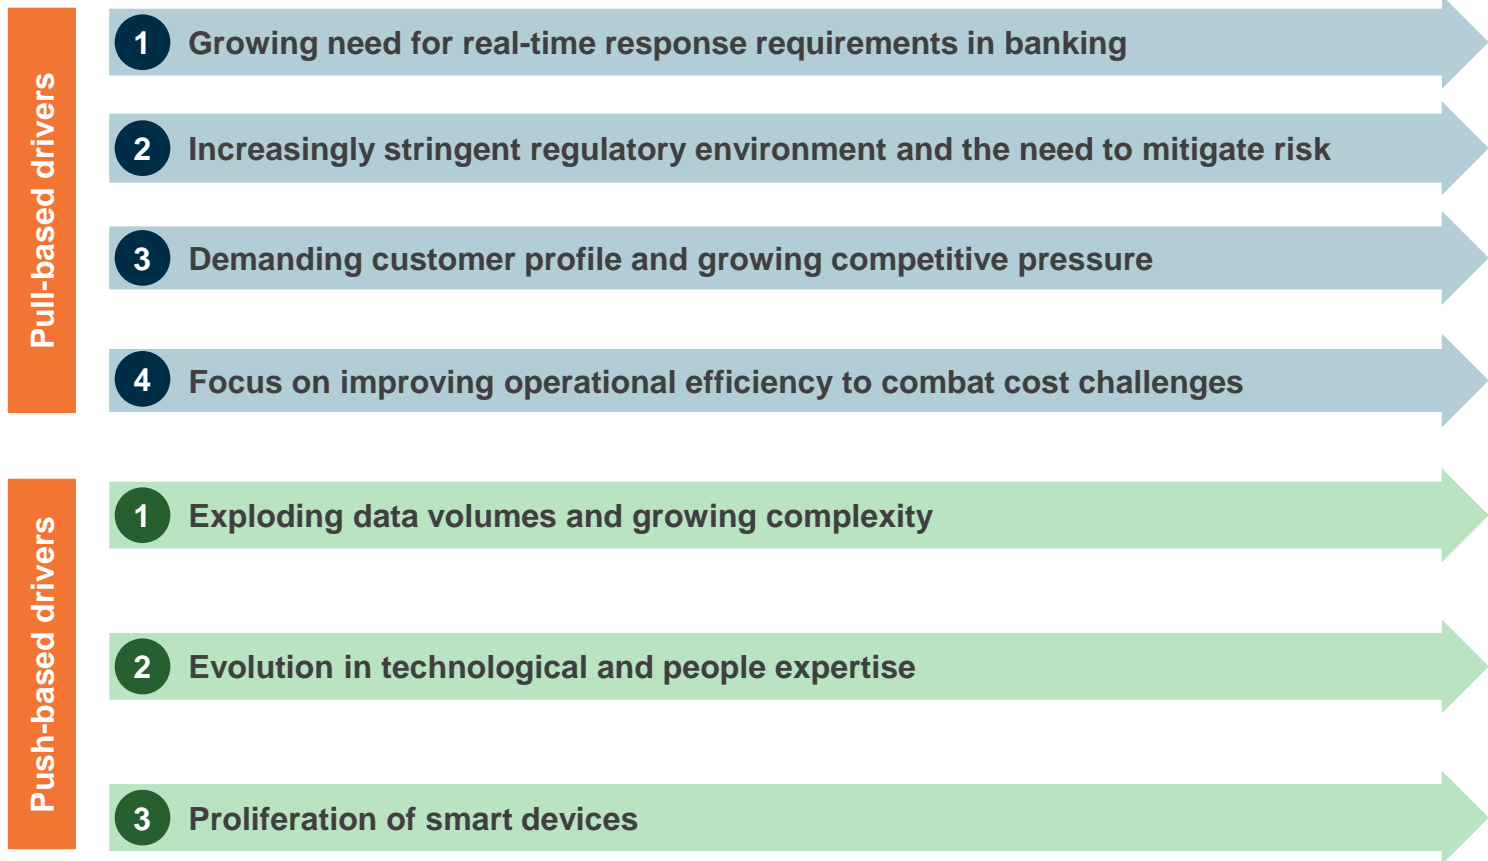 Pull-based drivers
1 Growing need for real-time response requirements in banking
2 Increasingly stringent regulatory environment and the need to mitigate risk
3 Demanding customer profile and growing competitive pressure
4 Focus on improving operational efficiency to combat cost challenges
Push-based drivers
1 Exploding data volumes and growing complexity
2 Evolution in technological and people expertise
3 Proliferation of smart devices